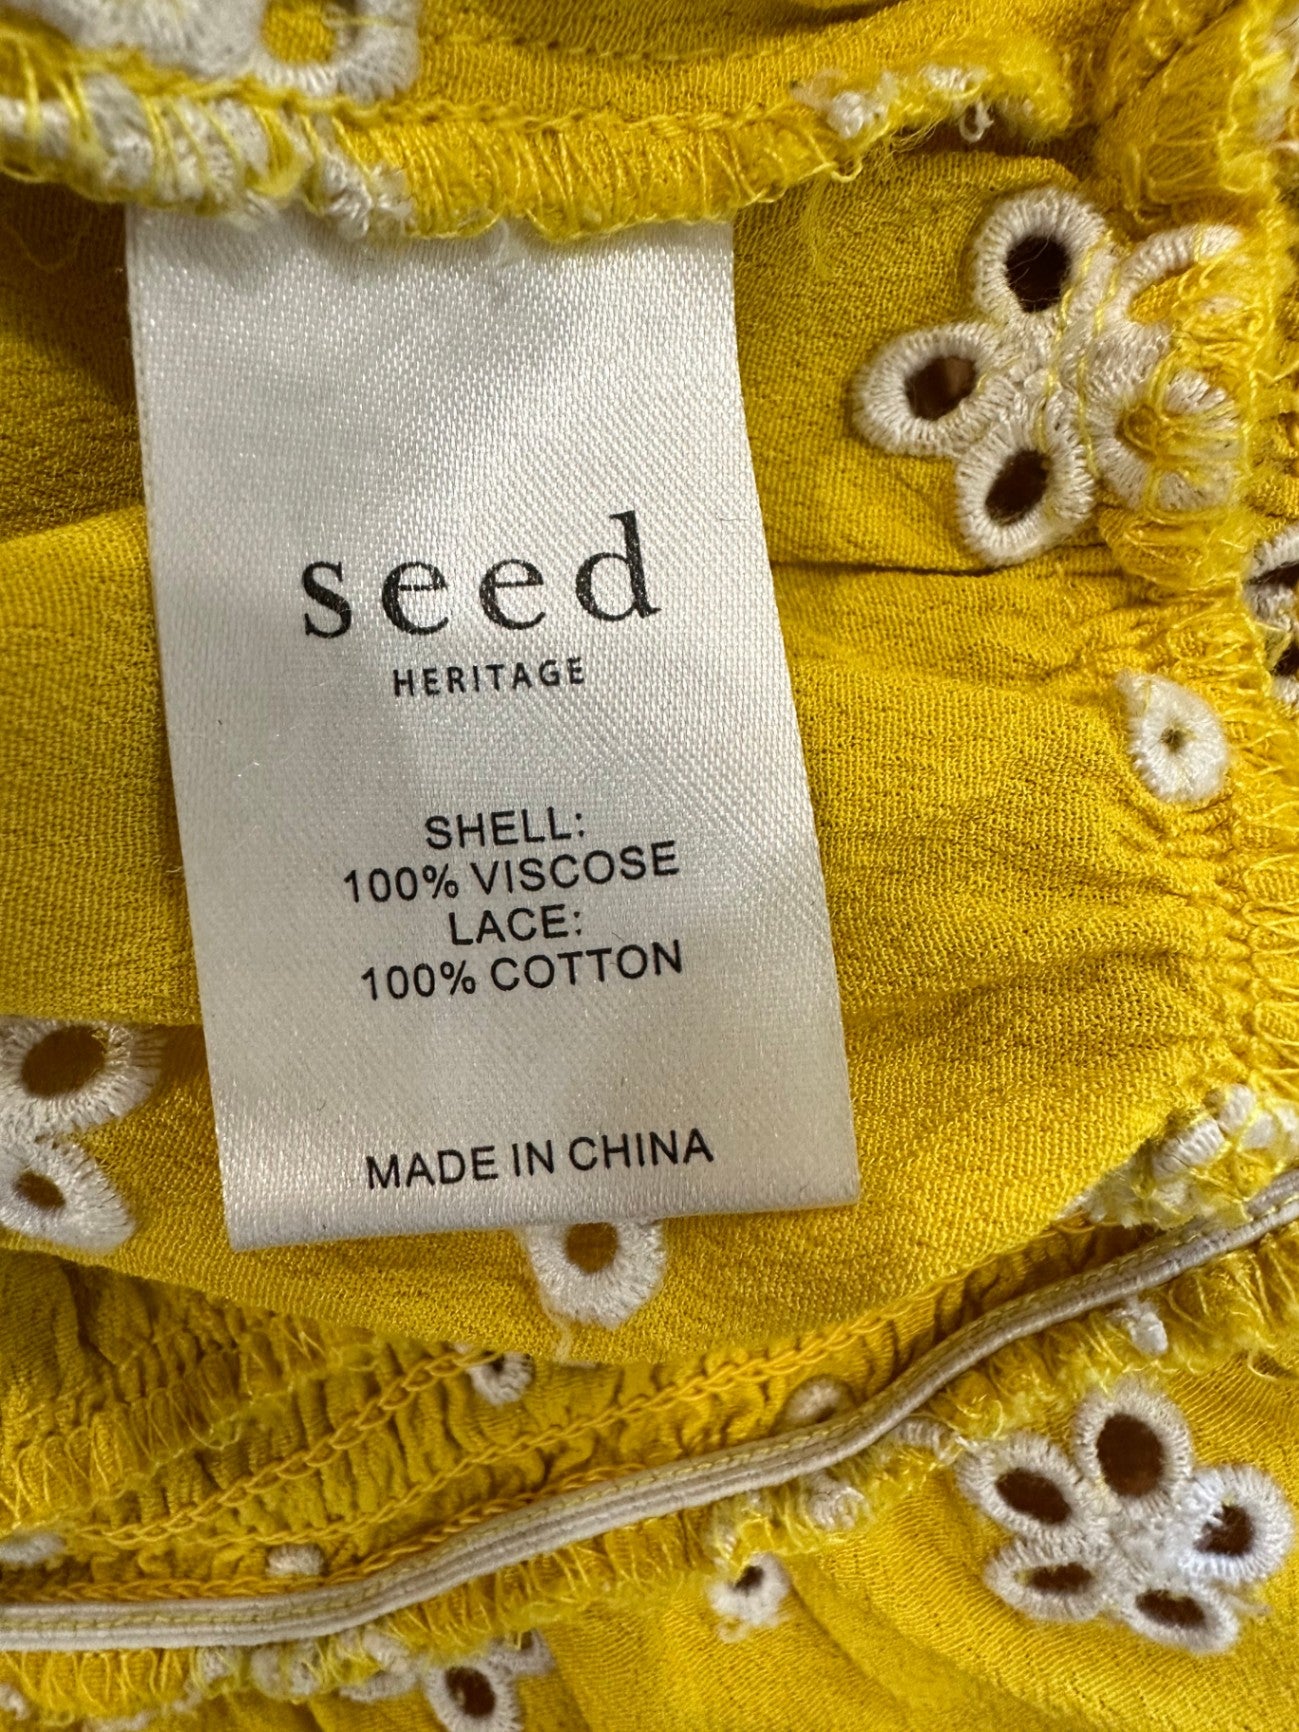 seed
HERITAGE
SHELL:
100% VISCOSE
LACE:
100% COTTON
MADE IN CHINA